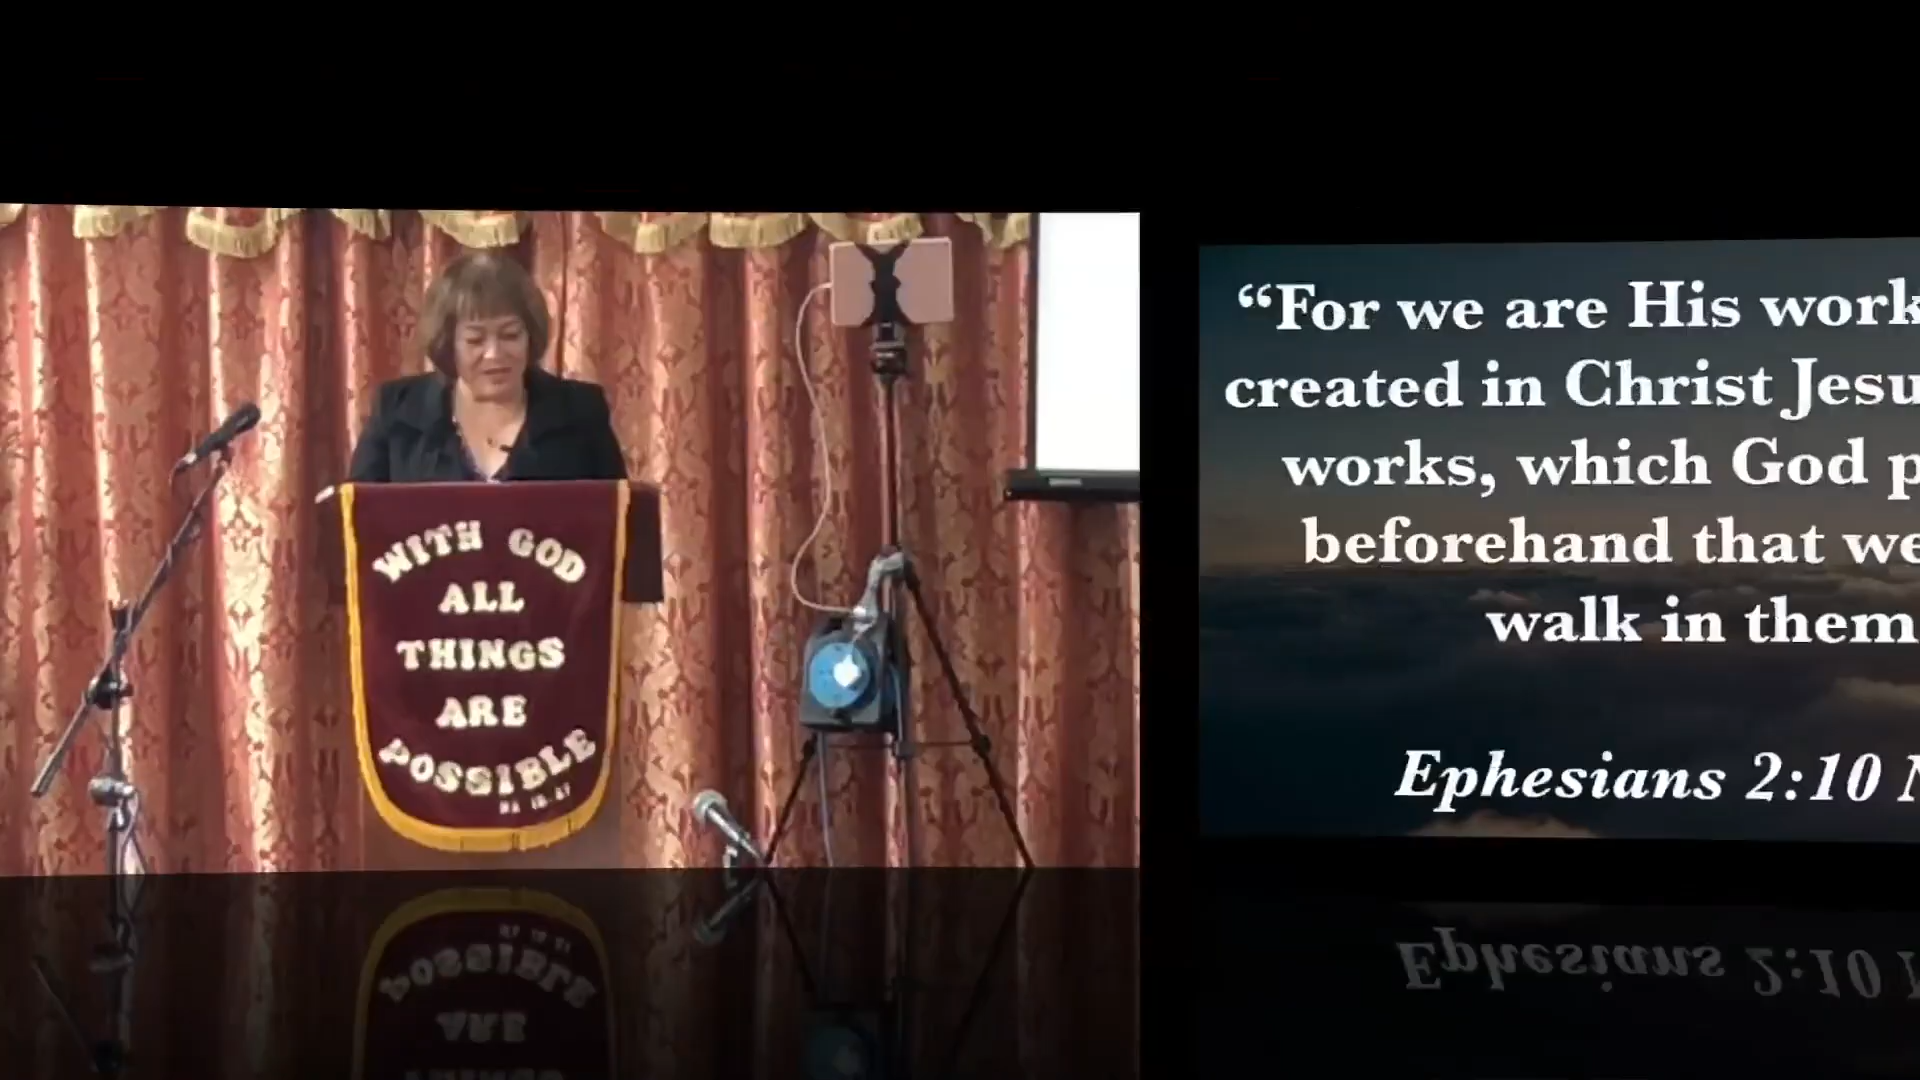 WITH GOD
ALL
THINGS
ARE
POSSIBLE
“For we are His work
created in Christ Jesu
works, which God p
beforehand that we
walk in them
Ephesians 2:10 N